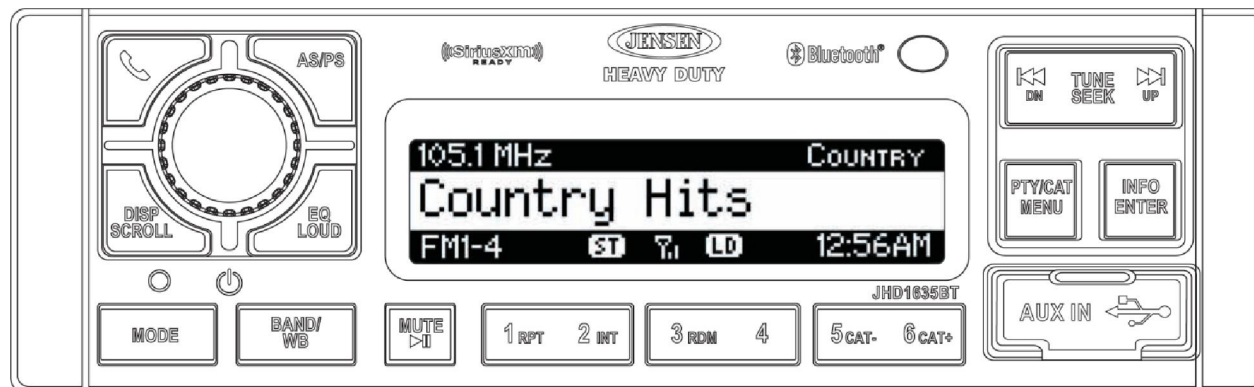 AS/PS
DISP
SCROLL
EQ
LOUD
MODE
BAND/
WB
((SiriusXM))
READY
JENSEN
HEAVY DUTY
Bluetooth®
105.1 MHz COUNTRY
Country Hits
FM1-4 ST LD 12:56AM
JHD1635BT
MUTE
1 RPT 2 INT 3 RDM 4 5 CAT- 6 CAT+
TUNE
SEEK
DN UP
PTY/CAT
MENU
INFO
ENTER
AUX IN